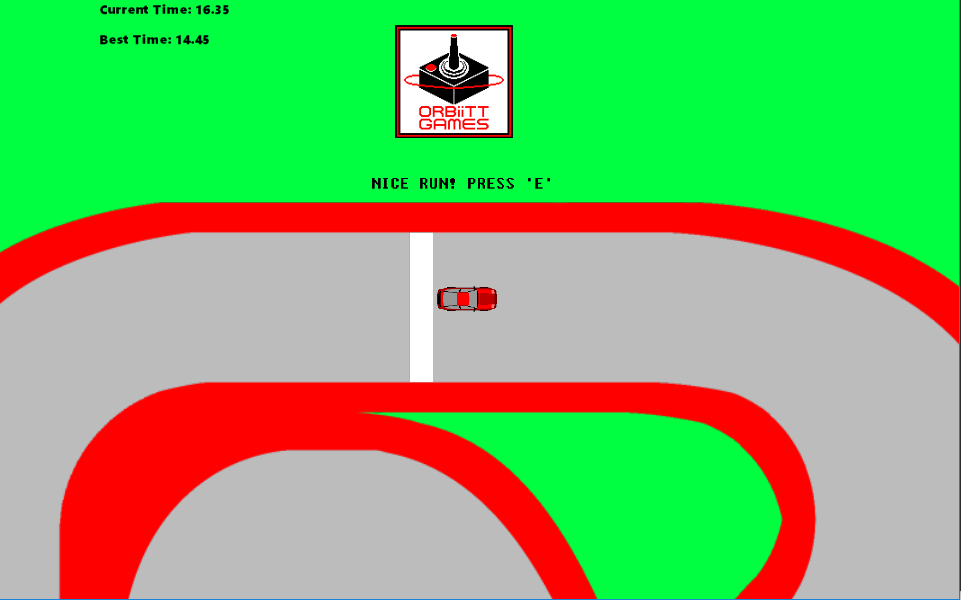 Current Time: 16.35
Best Time: 14.45
ORBiiTT
GAMES
NICE RUN! PRESS 'E'